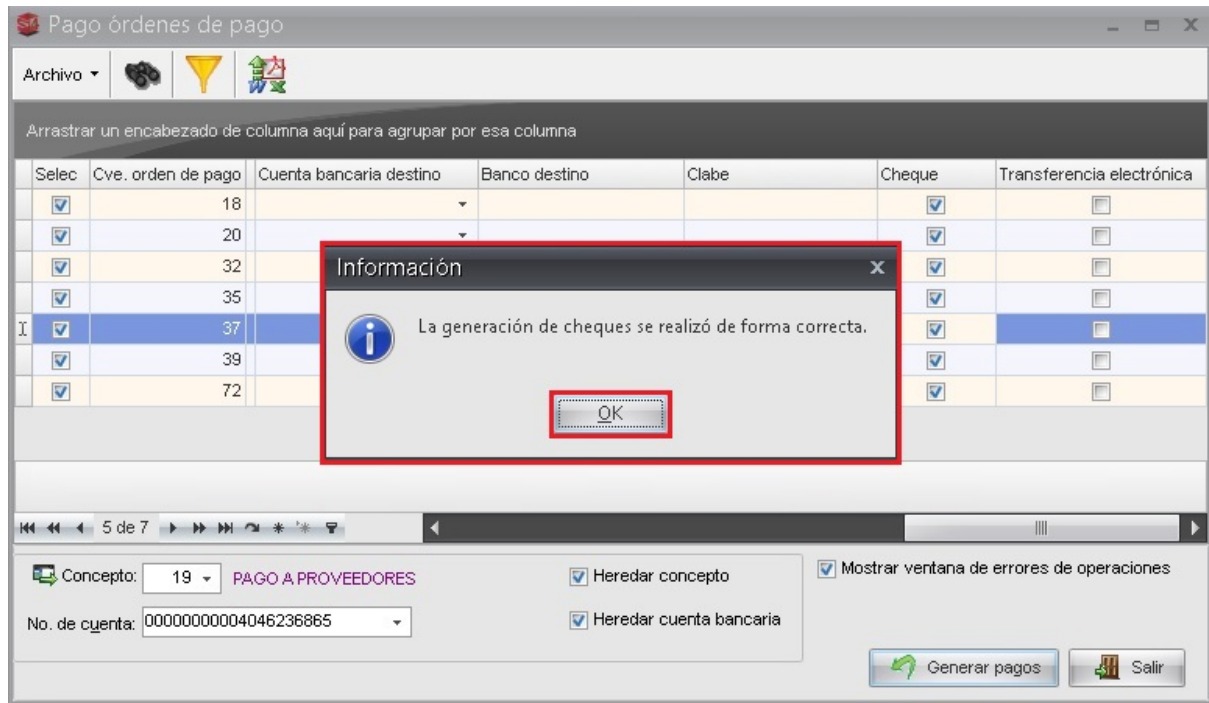 Pago órdenes de pago
Archivo
Arrastrar un encabezado de columna aquí para agrupar por esa columna
Selec Cve. orden de pago Cuenta bancaria destino Banco destino Clabe Cheque Transferencia electrónica
18
20
32
35
37
39
72
Información
La generación de cheques se realizó de forma correcta.
OK
5 de 7
Concepto: 19 PAGO A PROVEEDORES
Heredar concepto
Mostrar ventana de errores de operaciones
No. de cuenta: 00000000004046236865
Heredar cuenta bancaria
Generar pagos
Salir